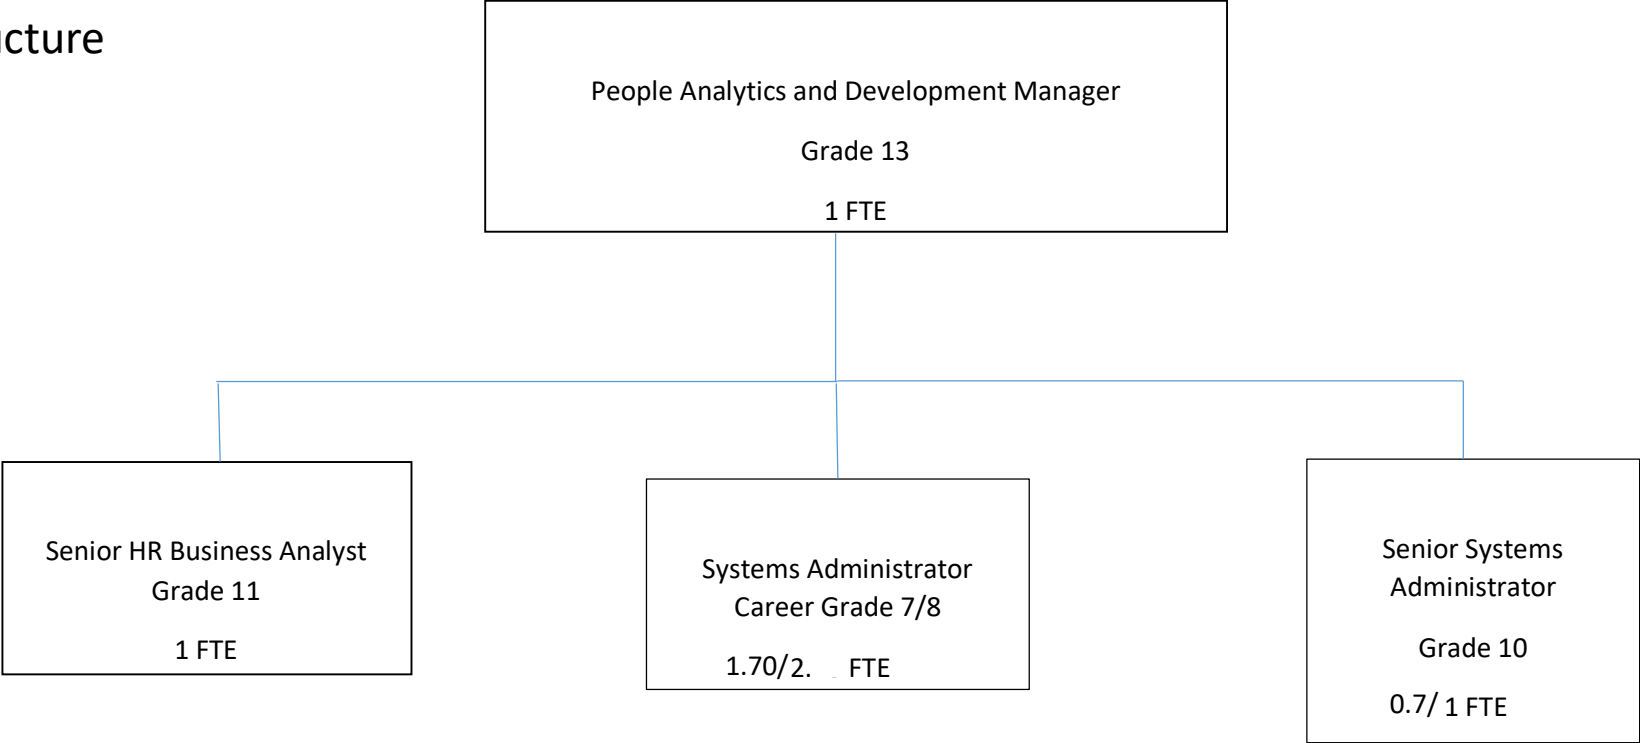 ucture
People Analytics and Development Manager
Grade 13
1 FTE
Senior HR Business Analyst
Grade 11
1 FTE
Systems Administrator
Career Grade 7/8
1.70/2. FTE
Senior Systems
Administrator
Grade 10
0.7/ 1 FTE